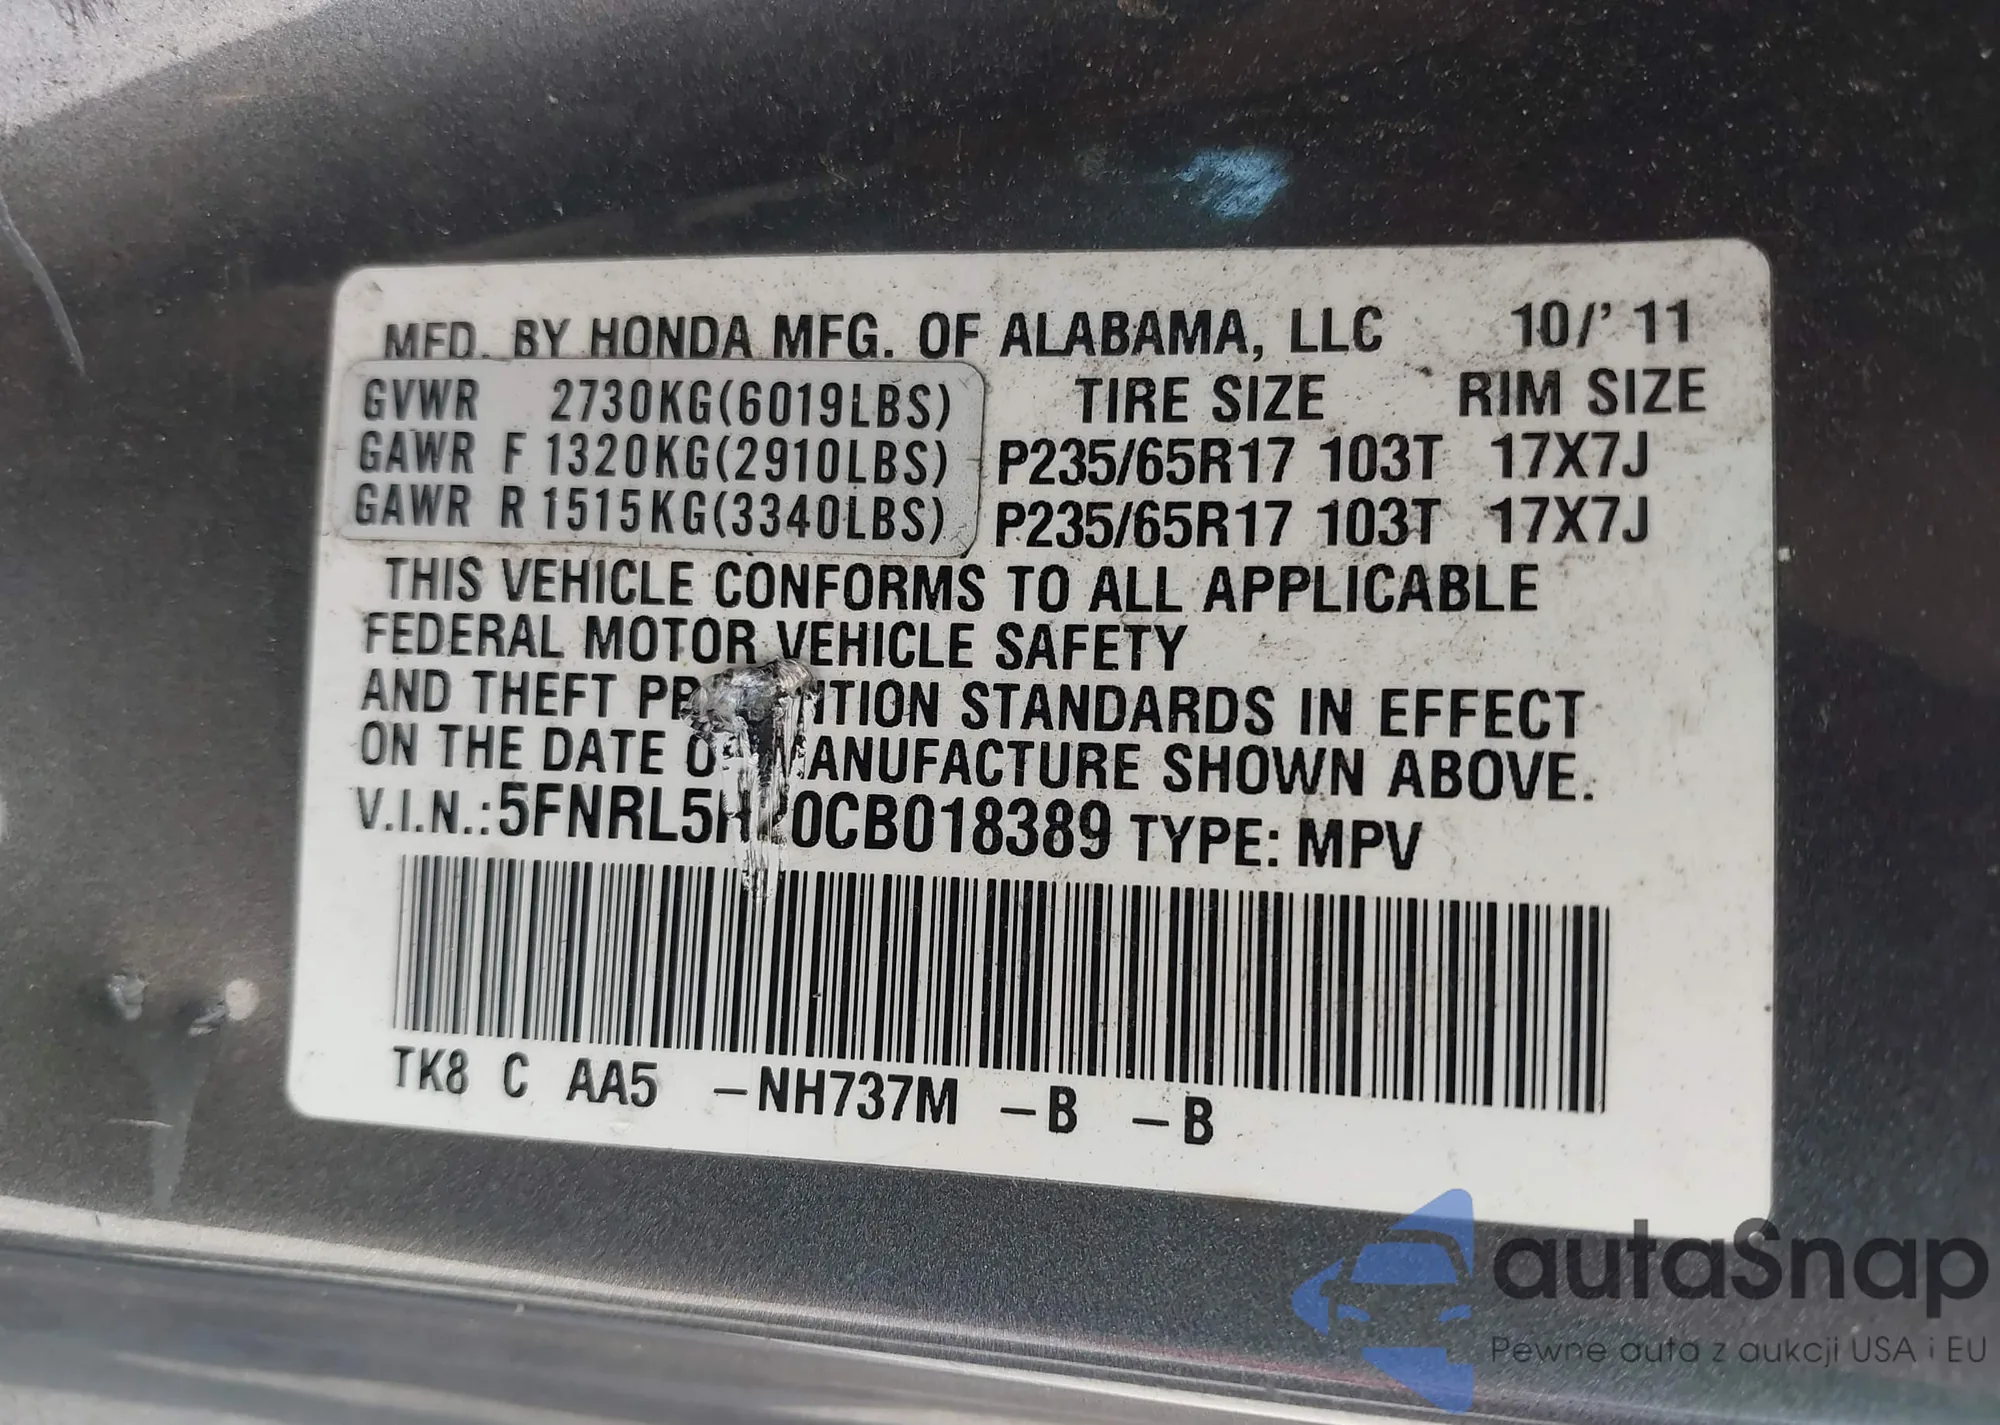 MFD. BY HONDA MFG. OF ALABAMA, LLC 10/'11
GVWR 2730KG(6019LBS) TIRE SIZE RIM SIZE
GAWR F 1320KG(2910LBS) P235/65R17 103T 17X7J
GAWR R 1515KG(3340LBS) P235/65R17 103T 17X7J
THIS VEHICLE CONFORMS TO ALL APPLICABLE
FEDERAL MOTOR VEHICLE SAFETY
AND THEFT STANDARDS IN EFFECT
ON THE DATE MANUFACTURE SHOWN ABOVE.
V.I.N.: TYPE: MPV
TK8 C AA5 -NH737M -B -B
autaSnap
Pewne auta z aukcji USA i EU